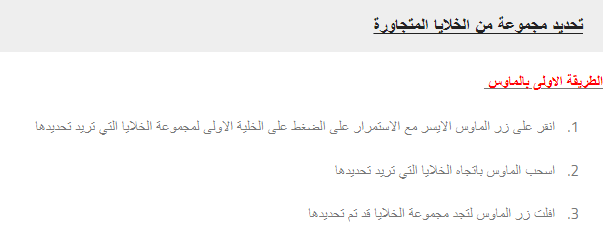 تحديد مجموعة من الخلايا المتجاورة
الطريقة الاولى بالماوس
1. انقر على زر الماوس الايسر مع الاستمرار على الضغط على الخلية الاولى لمجموعة الخلايا التي تريد تحديدها
2. اسحب الماوس باتجاه الخلايا التي تريد تحديدها
3. افلت زر الماوس لتجد مجموعة الخلايا قد تم تحديدها